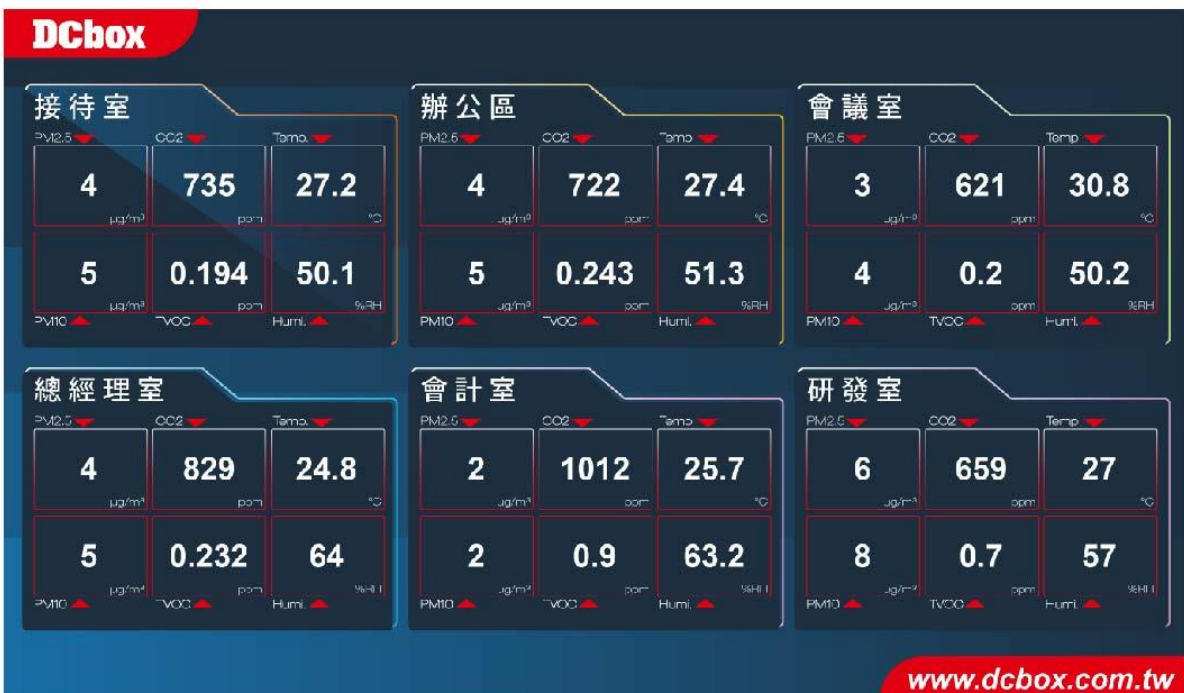 DCbox
接待室
PM2.5 CO2 Temp.
4 735 27.2
μg/m³ ppm °C
5 0.194 50.1
μg/m³ ppm %RH
PM10 TVOC Humi.
辦公區
PM2.5 CO2 Temp
4 722 27.4
μg/m³ ppm °C
5 0.243 51.3
μg/m³ ppm %RH
PM10 TVOC Humi.
會議室
PM2.5 CO2 Temp
3 621 30.8
μg/m³ ppm °C
4 0.2 50.2
μg/m³ ppm %RH
PM10 TVOC Humi.
總經理室
PM2.5 CO2 Temp.
4 829 24.8
μg/m³ ppm °C
5 0.232 64
μg/m³ ppm %RH
PM10 TVOC Humi.
會計室
PM2.5 CO2 Temp
2 1012 25.7
μg/m³ ppm °C
2 0.9 63.2
μg/m³ ppm %RH
PM10 TVOC Humi.
研發室
PM2.5 CO2 Temp
6 659 27
μg/m³ ppm °C
8 0.7 57
μg/m³ ppm %RH
PM10 TVOC Humi.
www.dcbox.com.tw